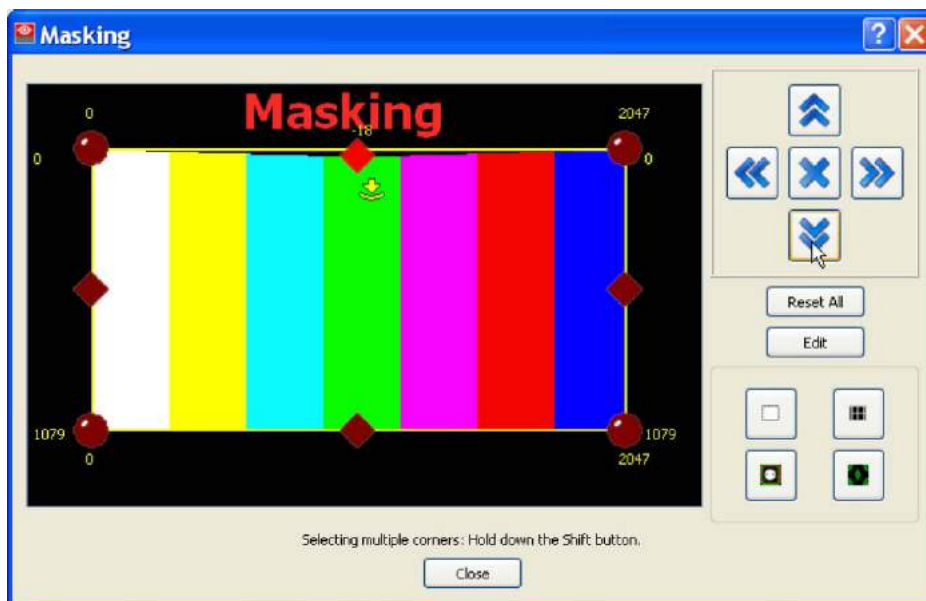 Masking
Masking
0
2047
-18
0
0
Reset All
Edit
1079
1079
0
2047
Selecting multiple corners: Hold down the Shift button.
Close